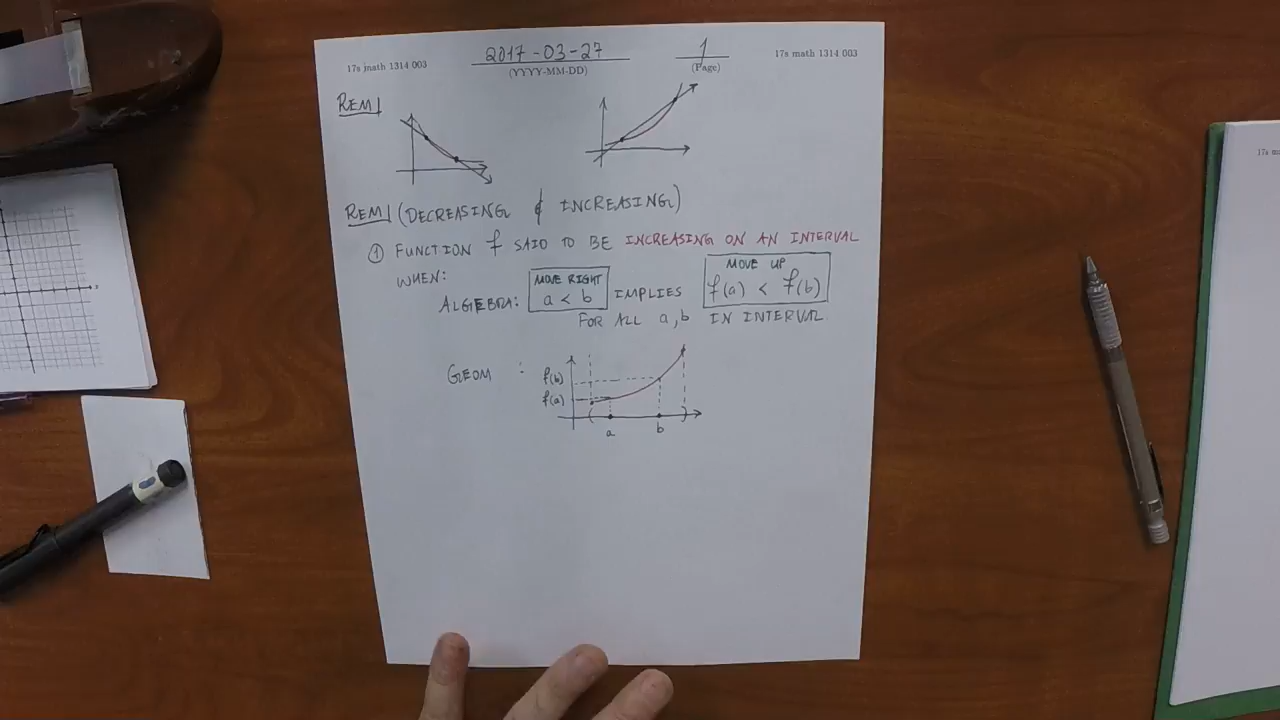 17s math 1314 003 2017-03-27 1 17s math 1314 003
(YYYY-MM-DD) (Page)
REM
REM (DECREASING & INCREASING)
① FUNCTION f SAID TO BE INCREASING ON AN INTERVAL
WHEN:
MOVE RIGHT MOVE UP
ALGEBRA: a < b IMPLIES f(a) < f(b)
FOR ALL a,b IN INTERVAL
GEOM :
f(b)
f(a)
a b